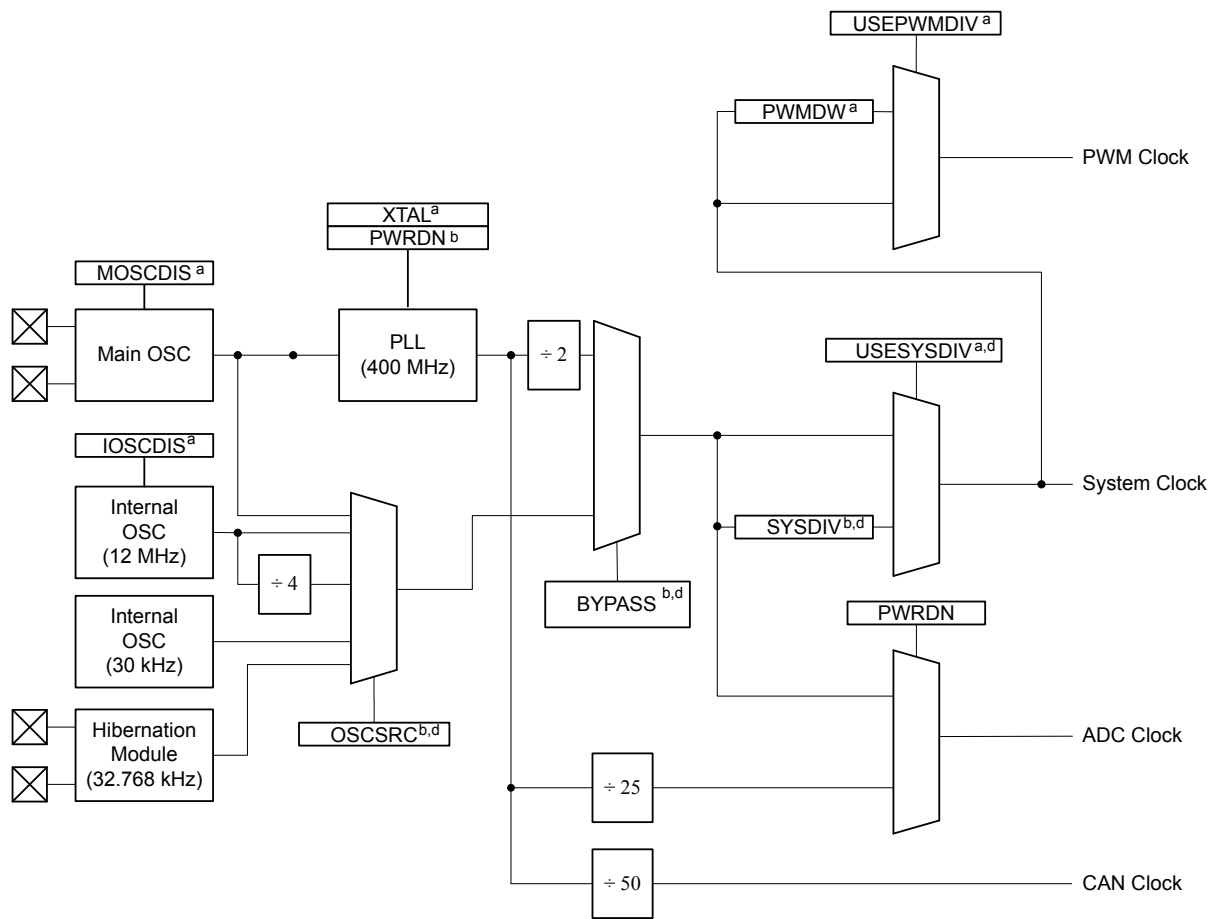 USEPWMDIV a
PWMDW a
PWM Clock
XTAL a
PWRDN b
MOSCDIS a
Main OSC
PLL
(400 MHz)
÷ 2
USESYSDIV a,d
IOSCDIS a
Internal
OSC
(12 MHz)
÷ 4
System Clock
SYSDIV b,d
BYPASS b,d
Internal
OSC
(30 kHz)
PWRDN
Hibernation
Module
(32.768 kHz)
OSCSRC b,d
ADC Clock
÷ 25
÷ 50
CAN Clock